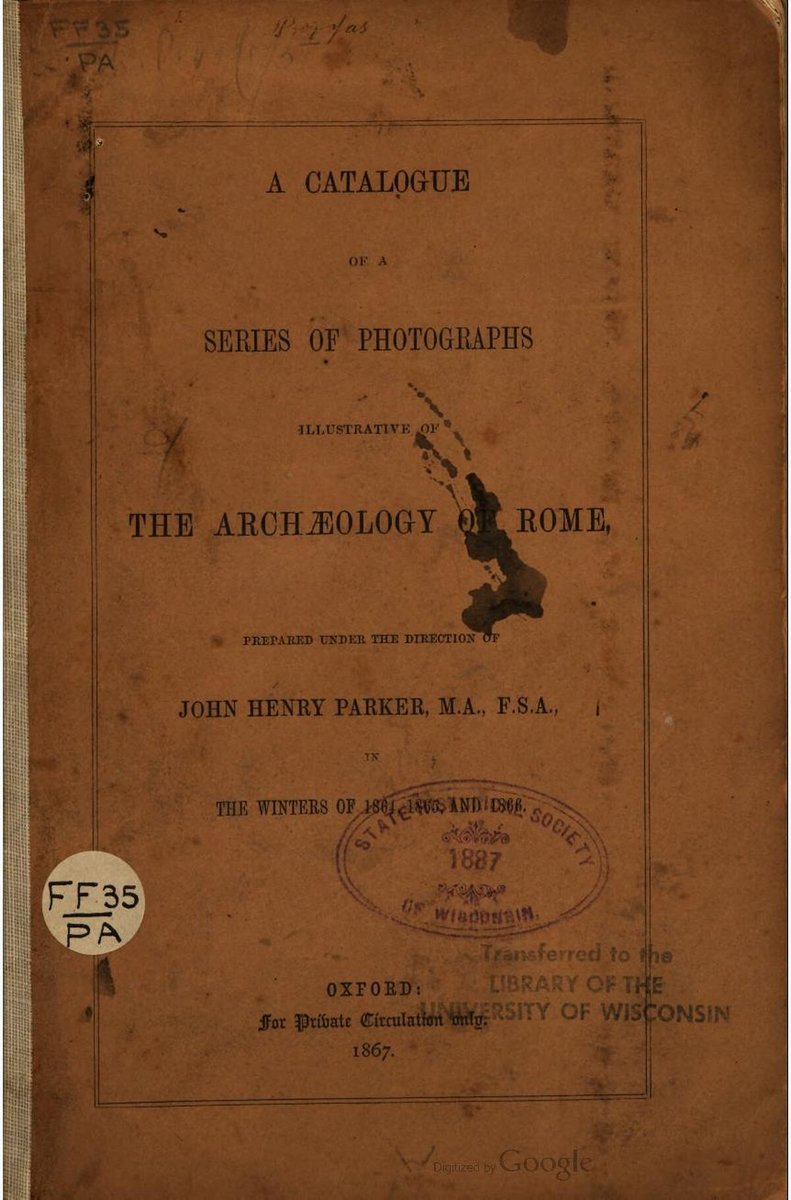 FF35
PA
A CATALOGUE
OF A
SERIES OF PHOTOGRAPHS
ILLUSTRATIVE OF
THE ARCHÆOLOGY OF ROME,
PREPARED UNDER THE DIRECTION OF
JOHN HENRY PARKER, M.A., F.S.A.,
IN
THE WINTERS OF 1864, 1865, AND 1866.
STATE HISTORICAL SOCIETY
1887
OF WISCONSIN.
FF35
PA
Transferred to the
LIBRARY OF THE
UNIVERSITY OF WISCONSIN
OXFORD:
For Private Circulation only.
1867.
Digitized by Google